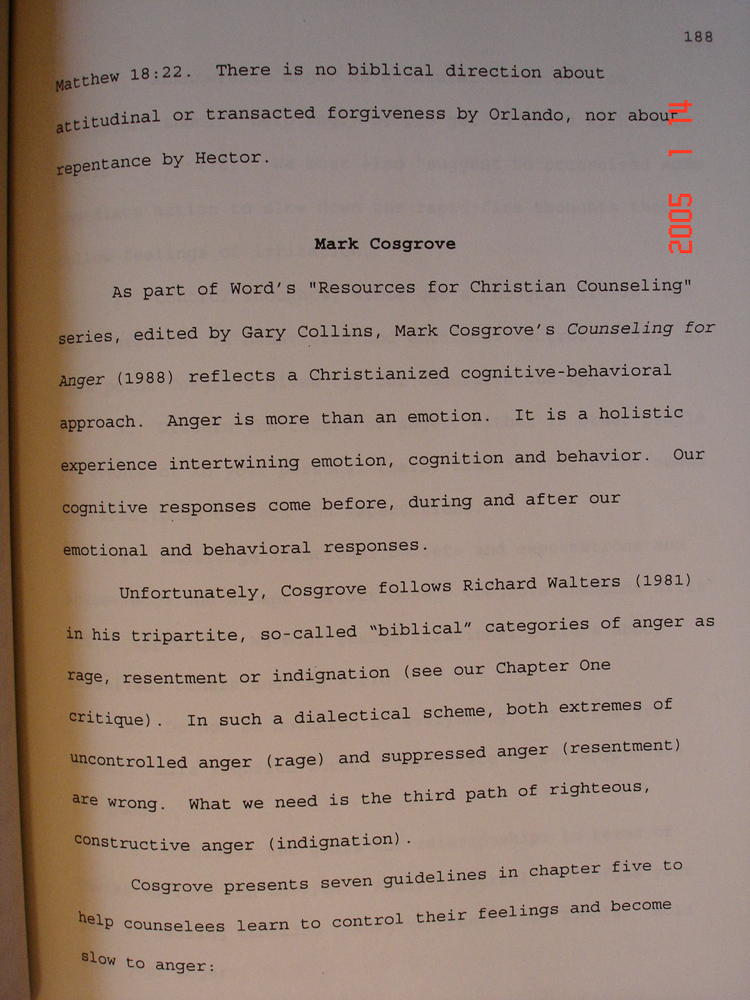 188
Matthew 18:22. There is no biblical direction about
attitudinal or transacted forgiveness by Orlando, nor about
repentance by Hector.
Mark Cosgrove
As part of Word's "Resources for Christian Counseling"
series, edited by Gary Collins, Mark Cosgrove's Counseling for
Anger (1988) reflects a Christianized cognitive-behavioral
approach. Anger is more than an emotion. It is a holistic
experience intertwining emotion, cognition and behavior. Our
cognitive responses come before, during and after our
emotional and behavioral responses.
Unfortunately, Cosgrove follows Richard Walters (1981)
in his tripartite, so-called “biblical” categories of anger as
rage, resentment or indignation (see our Chapter One
critique). In such a dialectical scheme, both extremes of
uncontrolled anger (rage) and suppressed anger (resentment)
are wrong. What we need is the third path of righteous,
constructive anger (indignation).
Cosgrove presents seven guidelines in chapter five to
help counselees learn to control their feelings and become
slow to anger:
2005 1 14